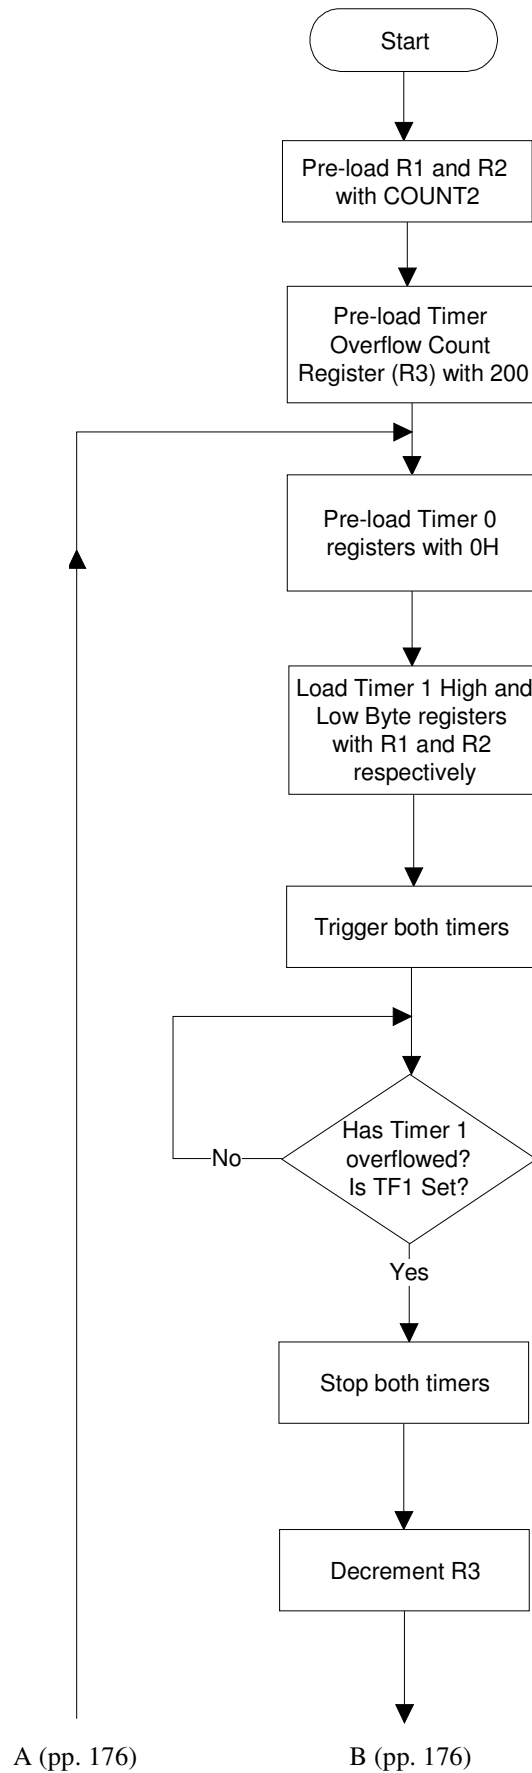 Start
Pre-load R1 and R2
with COUNT2
Pre-load Timer
Overflow Count
Register (R3) with 200
Pre-load Timer 0
registers with 0H
Load Timer 1 High and
Low Byte registers
with R1 and R2
respectively
Trigger both timers
Has Timer 1
overflowed?
Is TF1 Set?
No
Yes
Stop both timers
Decrement R3
A (pp. 176)
B (pp. 176)